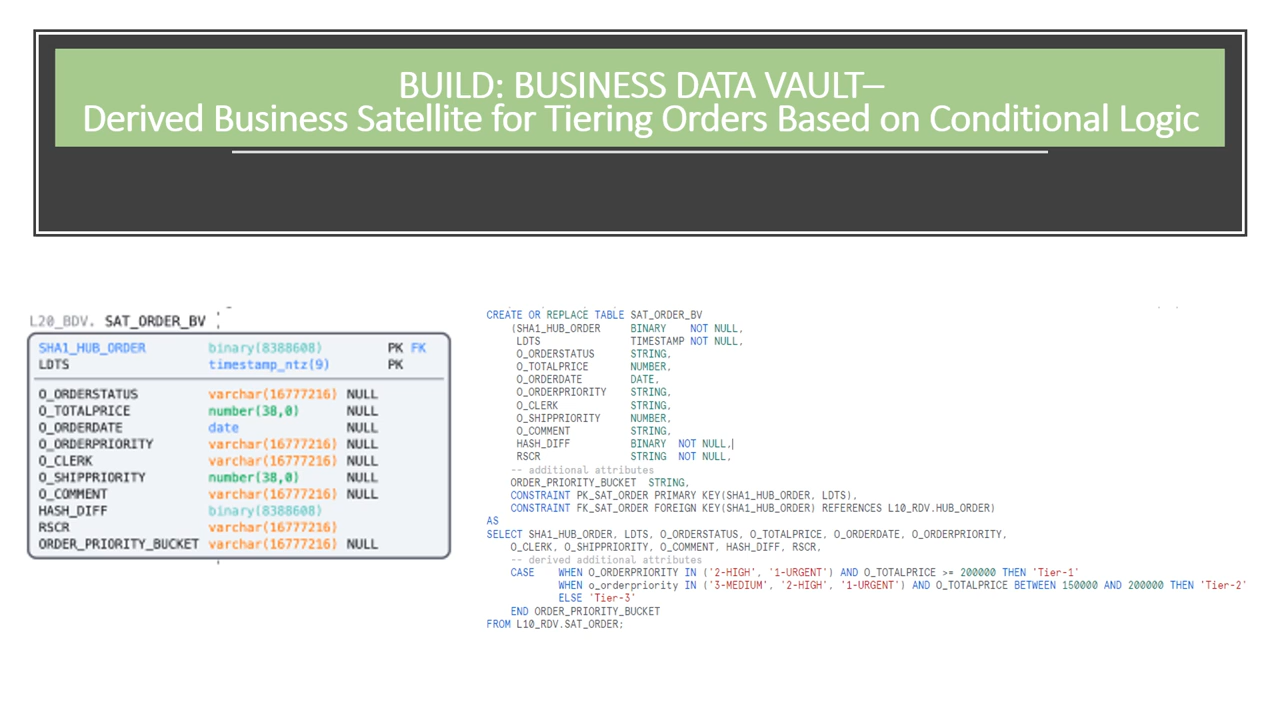 BUILD: BUSINESS DATA VAULT–
Derived Business Satellite for Tiering Orders Based on Conditional Logic
L20_BDV. SAT_ORDER_BV
SHA1_HUB_ORDER binary(8388608) PK FK
LDTS timestamp_ntz(9) PK
O_ORDERSTATUS varchar(16777216) NULL
O_TOTALPRICE number(38,0) NULL
O_ORDERDATE date NULL
O_ORDERPRIORITY varchar(16777216) NULL
O_CLERK varchar(16777216) NULL
O_SHIPPRIORITY number(38,0) NULL
O_COMMENT varchar(16777216) NULL
HASH_DIFF binary(8388608)
RSCR varchar(16777216)
ORDER_PRIORITY_BUCKET varchar(16777216) NULL
CREATE OR REPLACE TABLE SAT_ORDER_BV
(SHA1_HUB_ORDER BINARY NOT NULL,
LDTS TIMESTAMP NOT NULL,
O_ORDERSTATUS STRING,
O_TOTALPRICE NUMBER,
O_ORDERDATE DATE,
O_ORDERPRIORITY STRING,
O_CLERK STRING,
O_SHIPPRIORITY NUMBER,
O_COMMENT STRING,
HASH_DIFF BINARY NOT NULL,
RSCR STRING NOT NULL,
-- additional attributes
ORDER_PRIORITY_BUCKET STRING,
CONSTRAINT PK_SAT_ORDER PRIMARY KEY(SHA1_HUB_ORDER, LDTS),
CONSTRAINT FK_SAT_ORDER FOREIGN KEY(SHA1_HUB_ORDER) REFERENCES L10_RDV.HUB_ORDER)
AS
SELECT SHA1_HUB_ORDER, LDTS, O_ORDERSTATUS, O_TOTALPRICE, O_ORDERDATE, O_ORDERPRIORITY,
O_CLERK, O_SHIPPRIORITY, O_COMMENT, HASH_DIFF, RSCR,
-- derived additional attributes
CASE WHEN O_ORDERPRIORITY IN ('2-HIGH', '1-URGENT') AND O_TOTALPRICE >= 200000 THEN 'Tier-1'
WHEN o_orderpriority IN ('3-MEDIUM', '2-HIGH', '1-URGENT') AND O_TOTALPRICE BETWEEN 150000 AND 200000 THEN 'Tier-2'
ELSE 'Tier-3'
END ORDER_PRIORITY_BUCKET
FROM L10_RDV.SAT_ORDER;